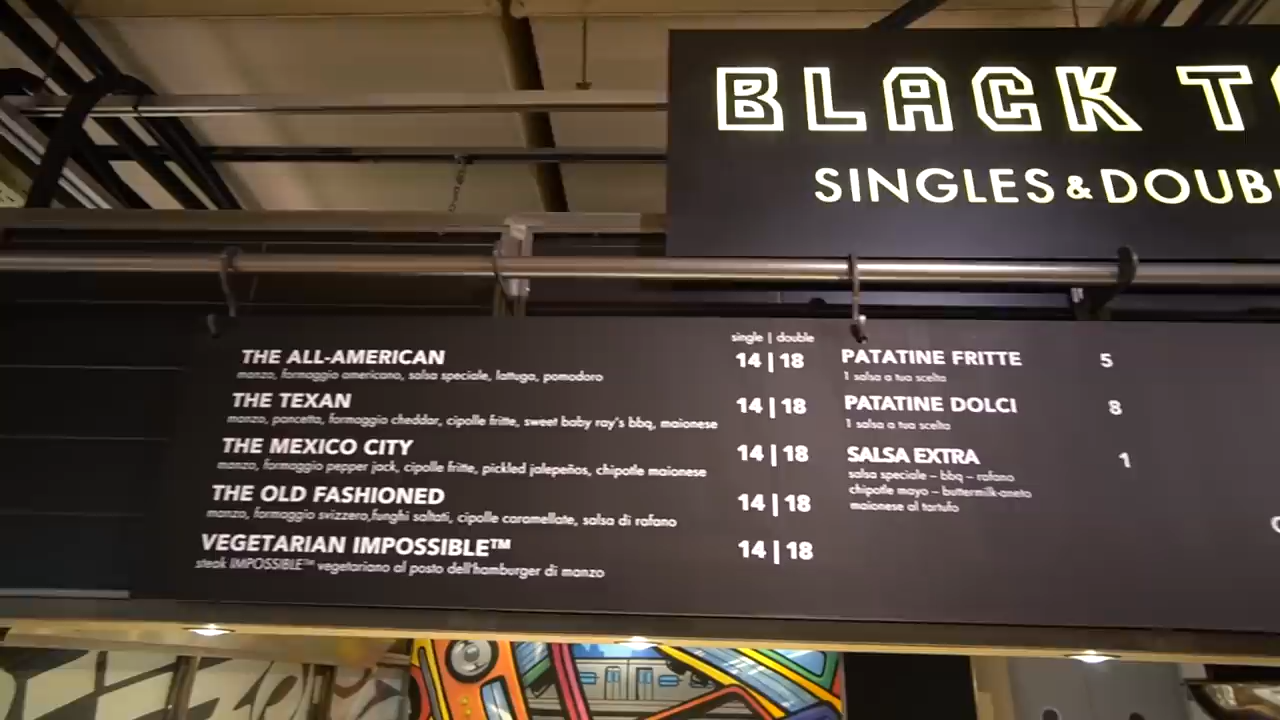 BLACK T
SINGLES & DOUB
single | double
THE ALL-AMERICAN 14 | 18
manzo, formaggio americano, salsa speciale, lattuga, pomodoro
THE TEXAN 14 | 18
manzo, pancetta, formaggio cheddar, cipolle fritte, sweet baby ray's bbq, maionese
THE MEXICO CITY 14 | 18
manzo, formaggio pepper jack, cipolle fritte, pickled jalepeños, chipotle maionese
THE OLD FASHIONED 14 | 18
manzo, formaggio svizzero,funghi saltati, cipolle caramellate, salsa di rafano
VEGETARIAN IMPOSSIBLE™ 14 | 18
steak IMPOSSIBLE™ vegetariano al posto dell'hamburger di manzo
PATATINE FRITTE 5
1 salsa a tua scelta
PATATINE DOLCI 8
1 salsa a tua scelta
SALSA EXTRA 1
salsa speciale – bbq – rafano
chipotle mayo – buttermilk-aneto
maionese al tartufo